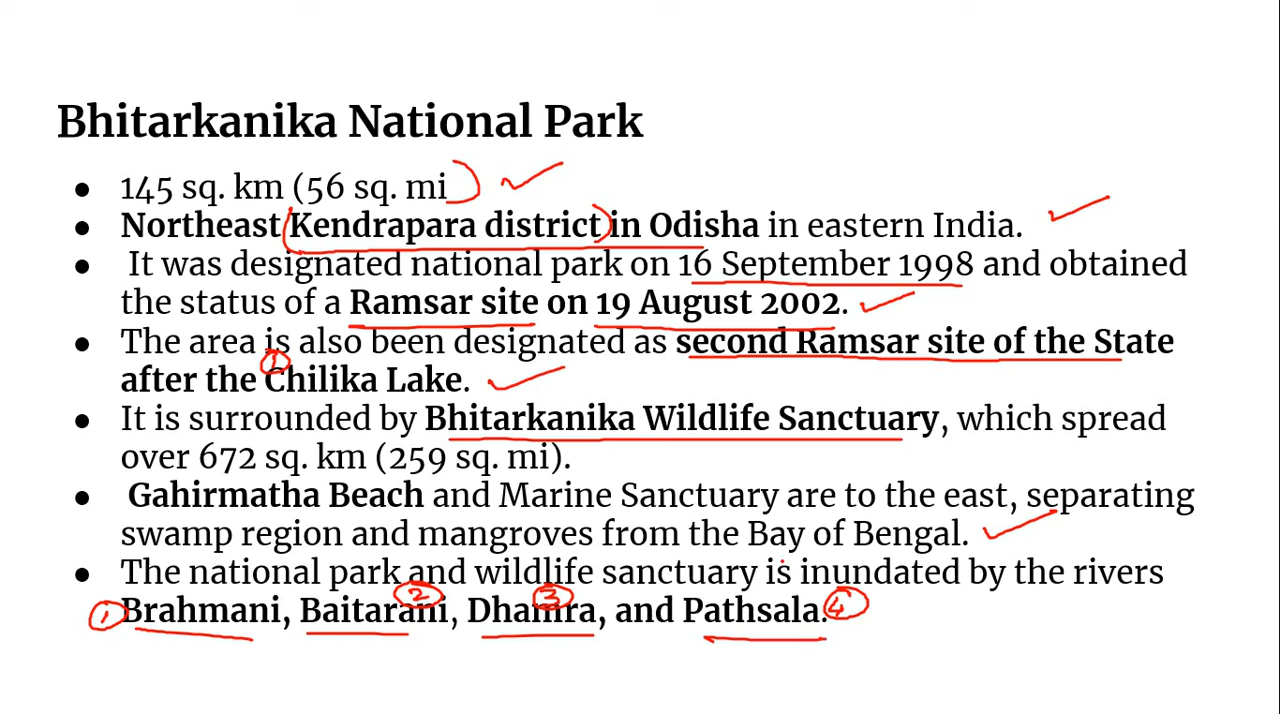 Bhitarkanika National Park
● 145 sq. km (56 sq. mi)
● Northeast Kendrapara district in Odisha in eastern India.
● It was designated national park on 16 September 1998 and obtained
the status of a Ramsar site on 19 August 2002.
● The area is also been designated as second Ramsar site of the State
1
after the Chilika Lake.
● It is surrounded by Bhitarkanika Wildlife Sanctuary, which spread
over 672 sq. km (259 sq. mi).
● Gahirmatha Beach and Marine Sanctuary are to the east, separating
swamp region and mangroves from the Bay of Bengal.
● The national park and wildlife sanctuary is inundated by the rivers
1 Brahmani, 2 Baitarani, 3 Dhamra, and Pathsala. 4